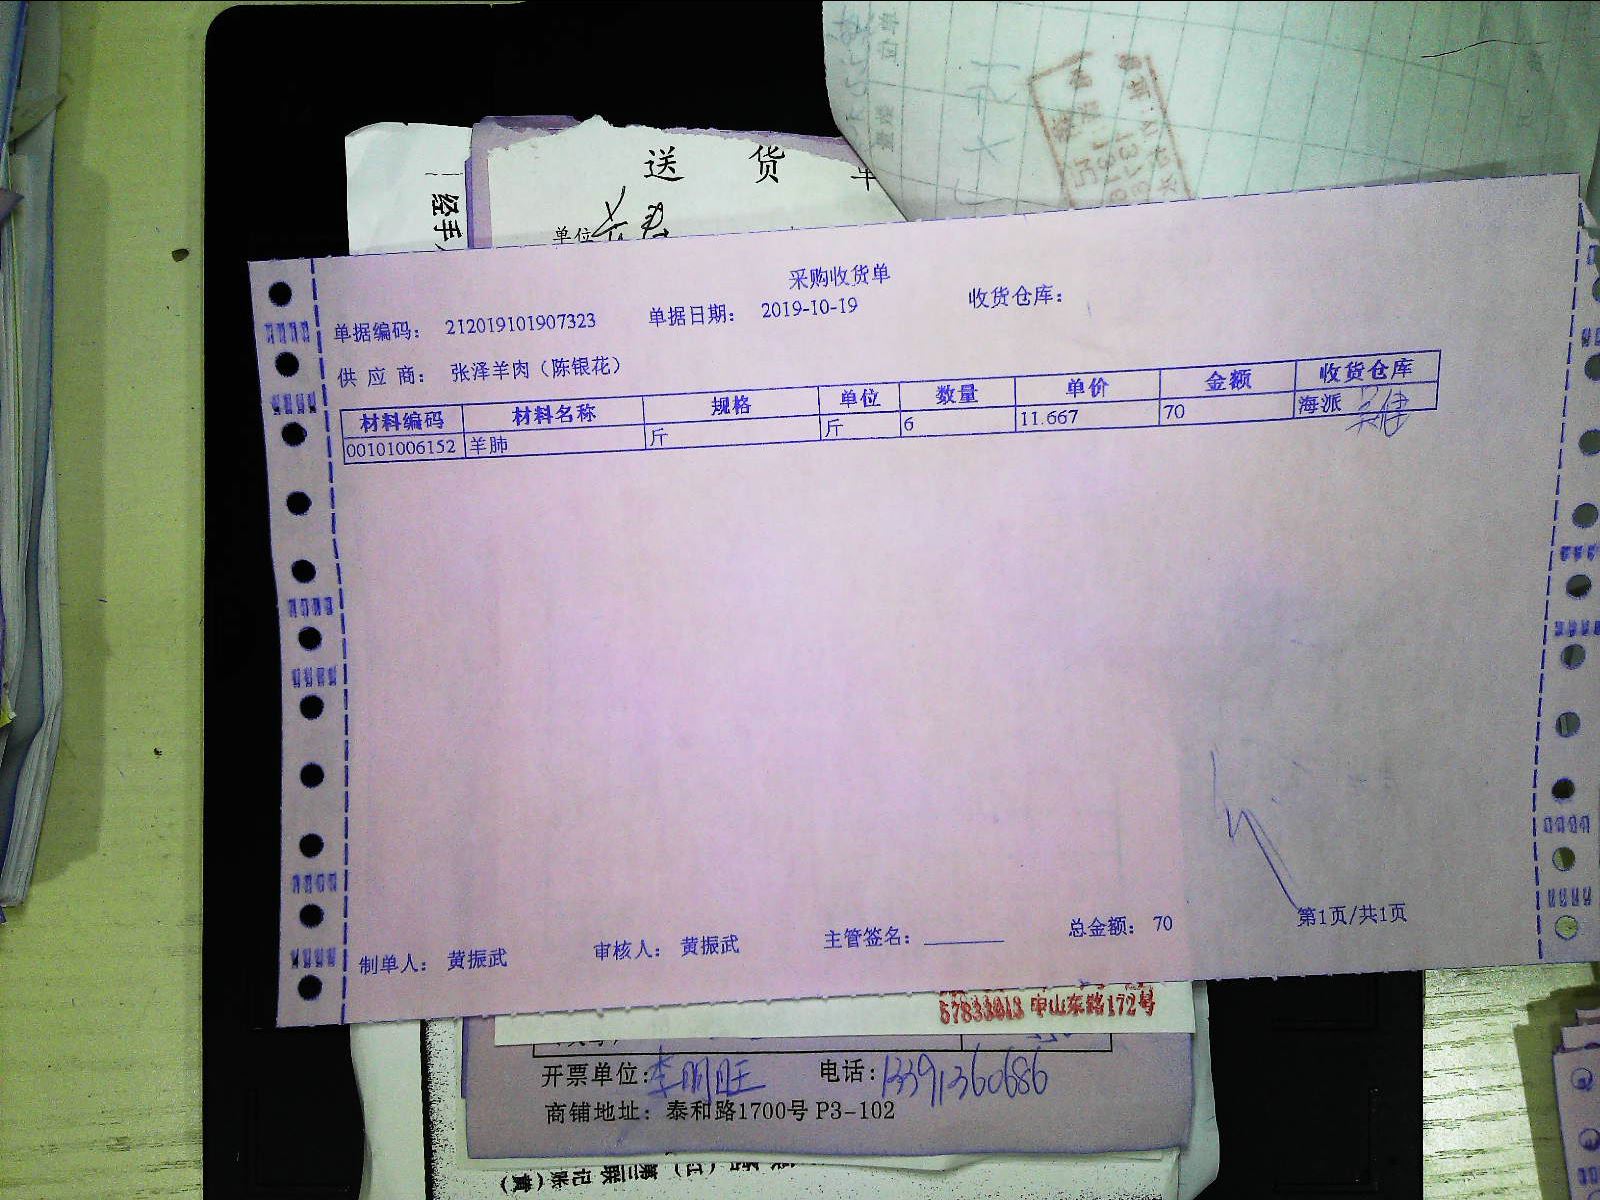 送 货 单
经手人
单位
采购收货单
单据编码： 212019101907323 单据日期： 2019-10-19 收货仓库：
供 应 商： 张泽羊肉（陈银花）
材料编码 材料名称 规格 单位 数量 单价 金额 收货仓库
00101006152 羊肺 斤 斤 6 11.667 70 海派
制单人： 黄振武 审核人： 黄振武 主管签名： 总金额： 70 第1页/共1页
57833013 中山东路172号
开票单位:李明旺 电话:13391360686
商铺地址：泰和路1700号 P3-102